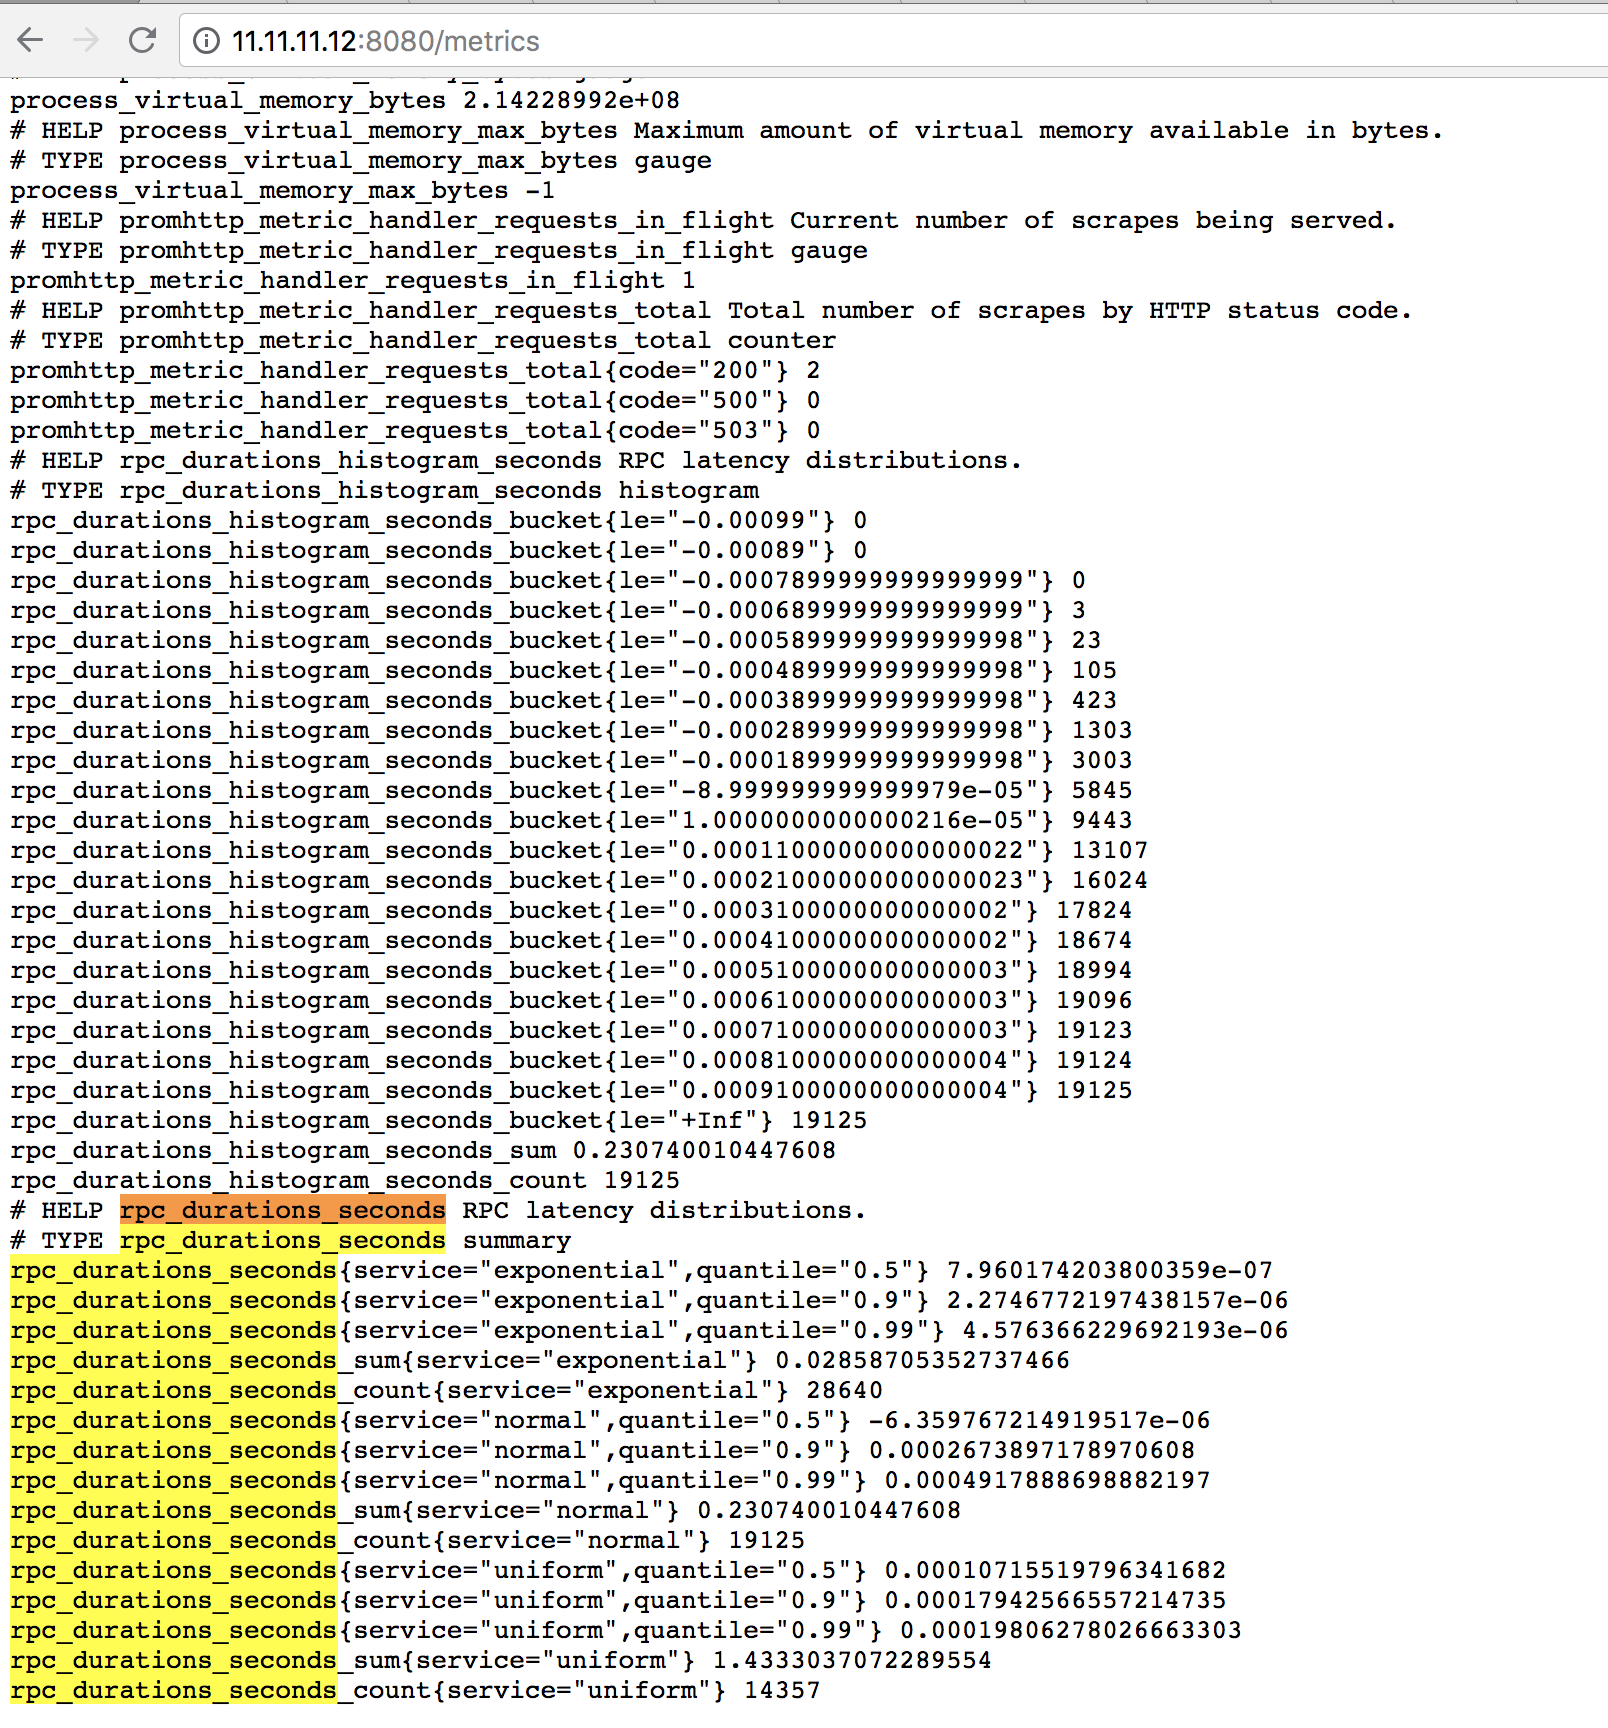 11.11.11.12:8080/metrics
process_virtual_memory_bytes 2.14228992e+08
# HELP process_virtual_memory_max_bytes Maximum amount of virtual memory available in bytes.
# TYPE process_virtual_memory_max_bytes gauge
process_virtual_memory_max_bytes -1
# HELP promhttp_metric_handler_requests_in_flight Current number of scrapes being served.
# TYPE promhttp_metric_handler_requests_in_flight gauge
promhttp_metric_handler_requests_in_flight 1
# HELP promhttp_metric_handler_requests_total Total number of scrapes by HTTP status code.
# TYPE promhttp_metric_handler_requests_total counter
promhttp_metric_handler_requests_total{code="200"} 2
promhttp_metric_handler_requests_total{code="500"} 0
promhttp_metric_handler_requests_total{code="503"} 0
# HELP rpc_durations_histogram_seconds RPC latency distributions.
# TYPE rpc_durations_histogram_seconds histogram
rpc_durations_histogram_seconds_bucket{le="-0.00099"} 0
rpc_durations_histogram_seconds_bucket{le="-0.00089"} 0
rpc_durations_histogram_seconds_bucket{le="-0.0007899999999999999"} 0
rpc_durations_histogram_seconds_bucket{le="-0.0006899999999999999"} 3
rpc_durations_histogram_seconds_bucket{le="-0.0005899999999999998"} 23
rpc_durations_histogram_seconds_bucket{le="-0.0004899999999999998"} 105
rpc_durations_histogram_seconds_bucket{le="-0.0003899999999999998"} 423
rpc_durations_histogram_seconds_bucket{le="-0.0002899999999999998"} 1303
rpc_durations_histogram_seconds_bucket{le="-0.0001899999999999998"} 3003
rpc_durations_histogram_seconds_bucket{le="-8.999999999999979e-05"} 5845
rpc_durations_histogram_seconds_bucket{le="1.0000000000000216e-05"} 9443
rpc_durations_histogram_seconds_bucket{le="0.00011000000000000022"} 13107
rpc_durations_histogram_seconds_bucket{le="0.00021000000000000023"} 16024
rpc_durations_histogram_seconds_bucket{le="0.0003100000000000002"} 17824
rpc_durations_histogram_seconds_bucket{le="0.0004100000000000002"} 18674
rpc_durations_histogram_seconds_bucket{le="0.0005100000000000003"} 18994
rpc_durations_histogram_seconds_bucket{le="0.0006100000000000003"} 19096
rpc_durations_histogram_seconds_bucket{le="0.0007100000000000003"} 19123
rpc_durations_histogram_seconds_bucket{le="0.0008100000000000004"} 19124
rpc_durations_histogram_seconds_bucket{le="0.0009100000000000004"} 19125
rpc_durations_histogram_seconds_bucket{le="+Inf"} 19125
rpc_durations_histogram_seconds_sum 0.230740010447608
rpc_durations_histogram_seconds_count 19125
# HELP rpc_durations_seconds RPC latency distributions.
# TYPE rpc_durations_seconds summary
rpc_durations_seconds{service="exponential",quantile="0.5"} 7.960174203800359e-07
rpc_durations_seconds{service="exponential",quantile="0.9"} 2.2746772197438157e-06
rpc_durations_seconds{service="exponential",quantile="0.99"} 4.576366229692193e-06
rpc_durations_seconds_sum{service="exponential"} 0.02858705352737466
rpc_durations_seconds_count{service="exponential"} 28640
rpc_durations_seconds{service="normal",quantile="0.5"} -6.359767214919517e-06
rpc_durations_seconds{service="normal",quantile="0.9"} 0.0002673897178970608
rpc_durations_seconds{service="normal",quantile="0.99"} 0.0004917888698882197
rpc_durations_seconds_sum{service="normal"} 0.230740010447608
rpc_durations_seconds_count{service="normal"} 19125
rpc_durations_seconds{service="uniform",quantile="0.5"} 0.00010715519796341682
rpc_durations_seconds{service="uniform",quantile="0.9"} 0.00017942566557214735
rpc_durations_seconds{service="uniform",quantile="0.99"} 0.00019806278026663303
rpc_durations_seconds_sum{service="uniform"} 1.4333037072289554
rpc_durations_seconds_count{service="uniform"} 14357